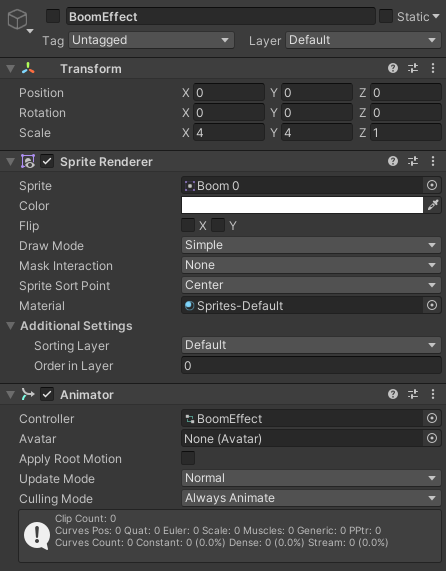 BoomEffect Static
Tag Untagged Layer Default
Transform
Position X 0 Y 0 Z 0
Rotation X 0 Y 0 Z 0
Scale X 4 Y 4 Z 1
Sprite Renderer
Sprite Boom 0
Color
Flip X Y
Draw Mode Simple
Mask Interaction None
Sprite Sort Point Center
Material Sprites-Default
Additional Settings
Sorting Layer Default
Order in Layer 0
Animator
Controller BoomEffect
Avatar None (Avatar)
Apply Root Motion
Update Mode Normal
Culling Mode Always Animate
Clip Count: 0
Curves Pos: 0 Quat: 0 Euler: 0 Scale: 0 Muscles: 0 Generic: 0 PPtr: 0
Curves Count: 0 Constant: 0 (0.0%) Dense: 0 (0.0%) Stream: 0 (0.0%)